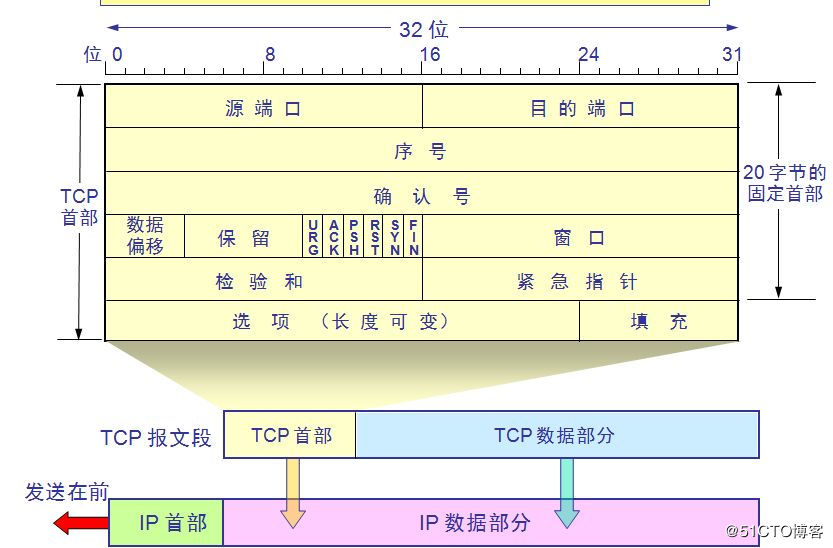 32 位
位 0 8 16 24 31
源 端 口 目 的 端 口
序 号
TCP
首部
20 字节的
固定首部
确 认 号
数据
偏移
保 留
URG
ACK
PSH
RST
SYN
FIN
窗 口
检 验 和 紧 急 指 针
选 项 （长 度 可 变） 填 充
TCP 报文段 TCP 首部 TCP 数据部分
发送在前
IP 首部 IP 数据部分
@51CTO博客